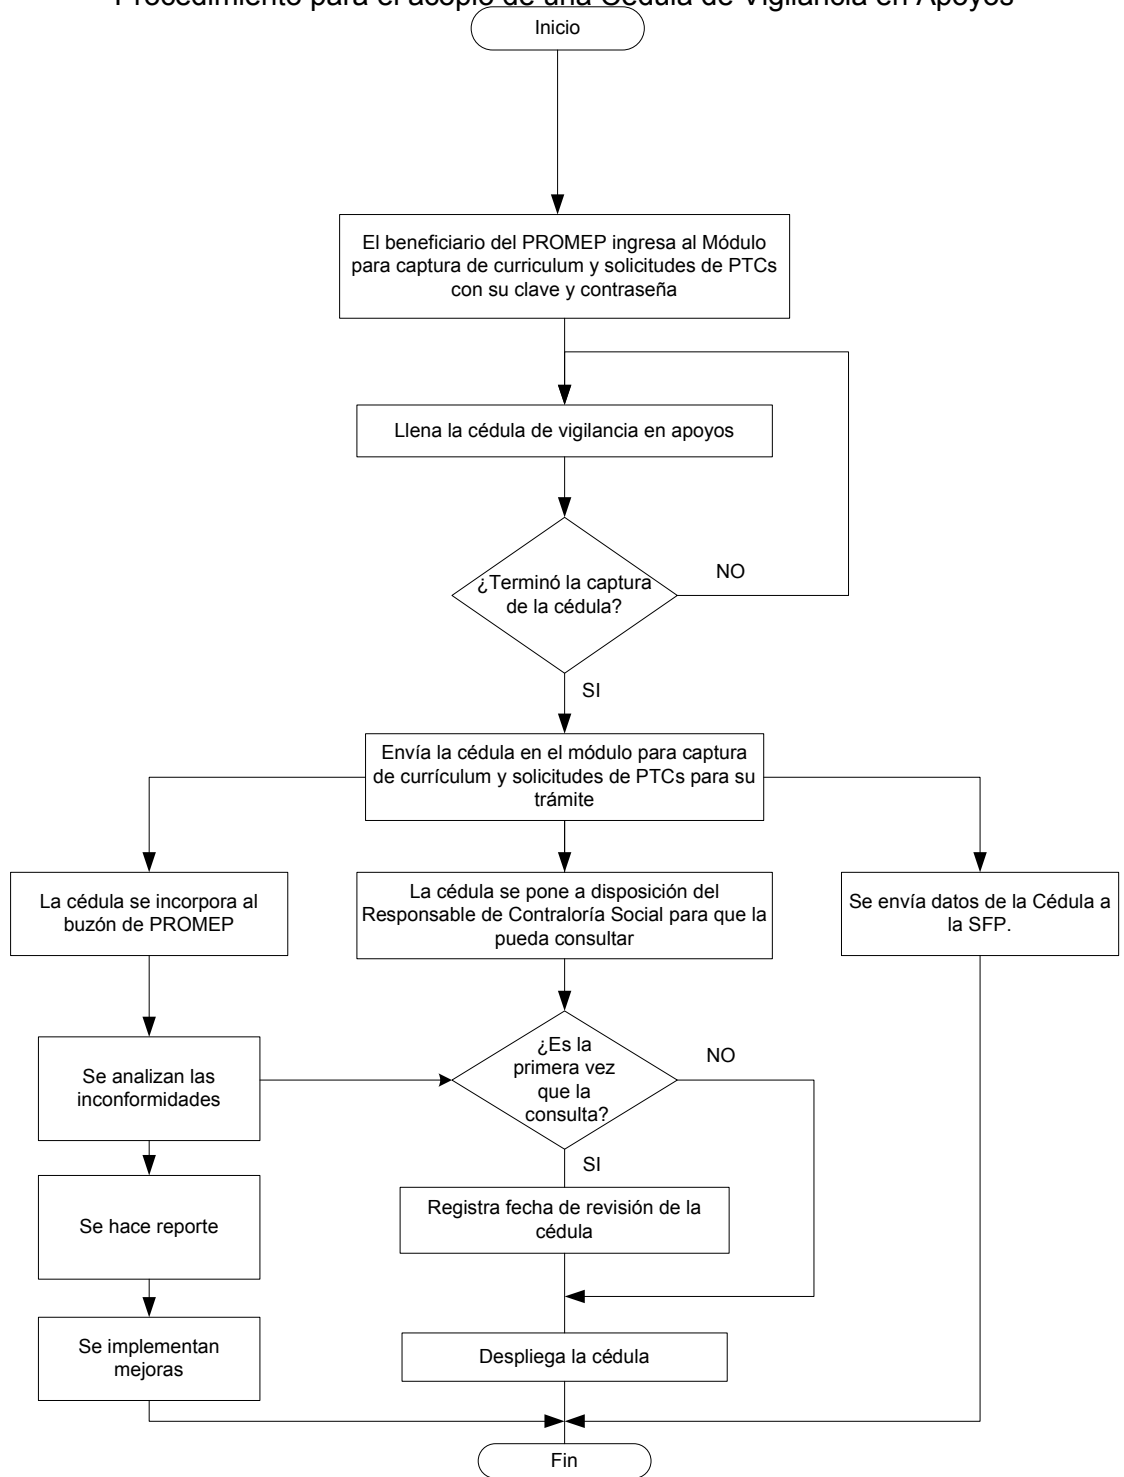 Procedimiento para el acopio de una Cédula de Vigilancia en Apoyos
Inicio
El beneficiario del PROMEP ingresa al Módulo
para captura de curriculum y solicitudes de PTCs
con su clave y contraseña
Llena la cédula de vigilancia en apoyos
¿Terminó la captura
de la cédula?
NO
SI
Envía la cédula en el módulo para captura
de currículum y solicitudes de PTCs para su
trámite
La cédula se incorpora al
buzón de PROMEP
La cédula se pone a disposición del
Responsable de Contraloría Social para que la
pueda consultar
Se envía datos de la Cédula a
la SFP.
Se analizan las
inconformidades
¿Es la
primera vez
que la
consulta?
NO
SI
Registra fecha de revisión de la
cédula
Se hace reporte
Se implementan
mejoras
Despliega la cédula
Fin